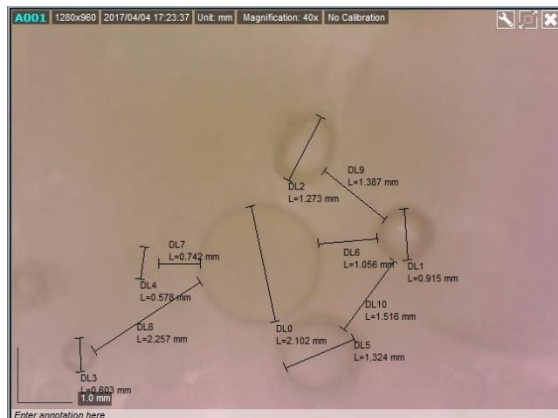 A001 1280x960 2017/04/04 17:23:37 Unit: mm Magnification: 40x No Calibration
DL9
L=1.387 mm
DL2
L=1.273 mm
DL7
L=0.742 mm
DL6
L=1.056 mm
DL1
L=0.915 mm
DL4
L=0.578 mm
DL10
L=1.516 mm
DL8
L=2.257 mm
DL0
L=2.102 mm
DL5
L=1.324 mm
DL3
L=0.603 mm
1.0 mm
Enter annotation here